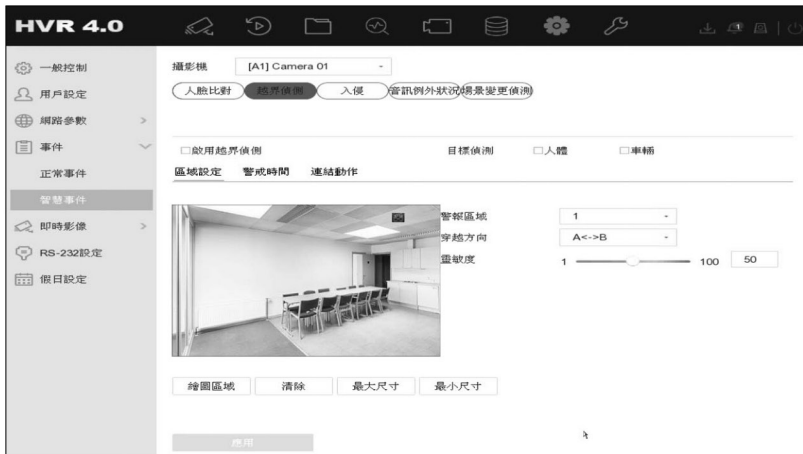 HVR 4.0
一般控制
用戶設定
網路參數 >
事件
正常事件
智慧事件
即時影像 >
RS-232設定
假日設定
攝影機 [A1] Camera 01
人臉比對 越界偵測 入侵 音訊例外狀況 場景變更偵測
啟用越界偵測 目標偵測 人體 車輛
區域設定 警戒時間 連結動作
警報區域 1
穿越方向 A<->B
靈敏度 1 100 50
繪圖區域 清除 最大尺寸 最小尺寸
應用